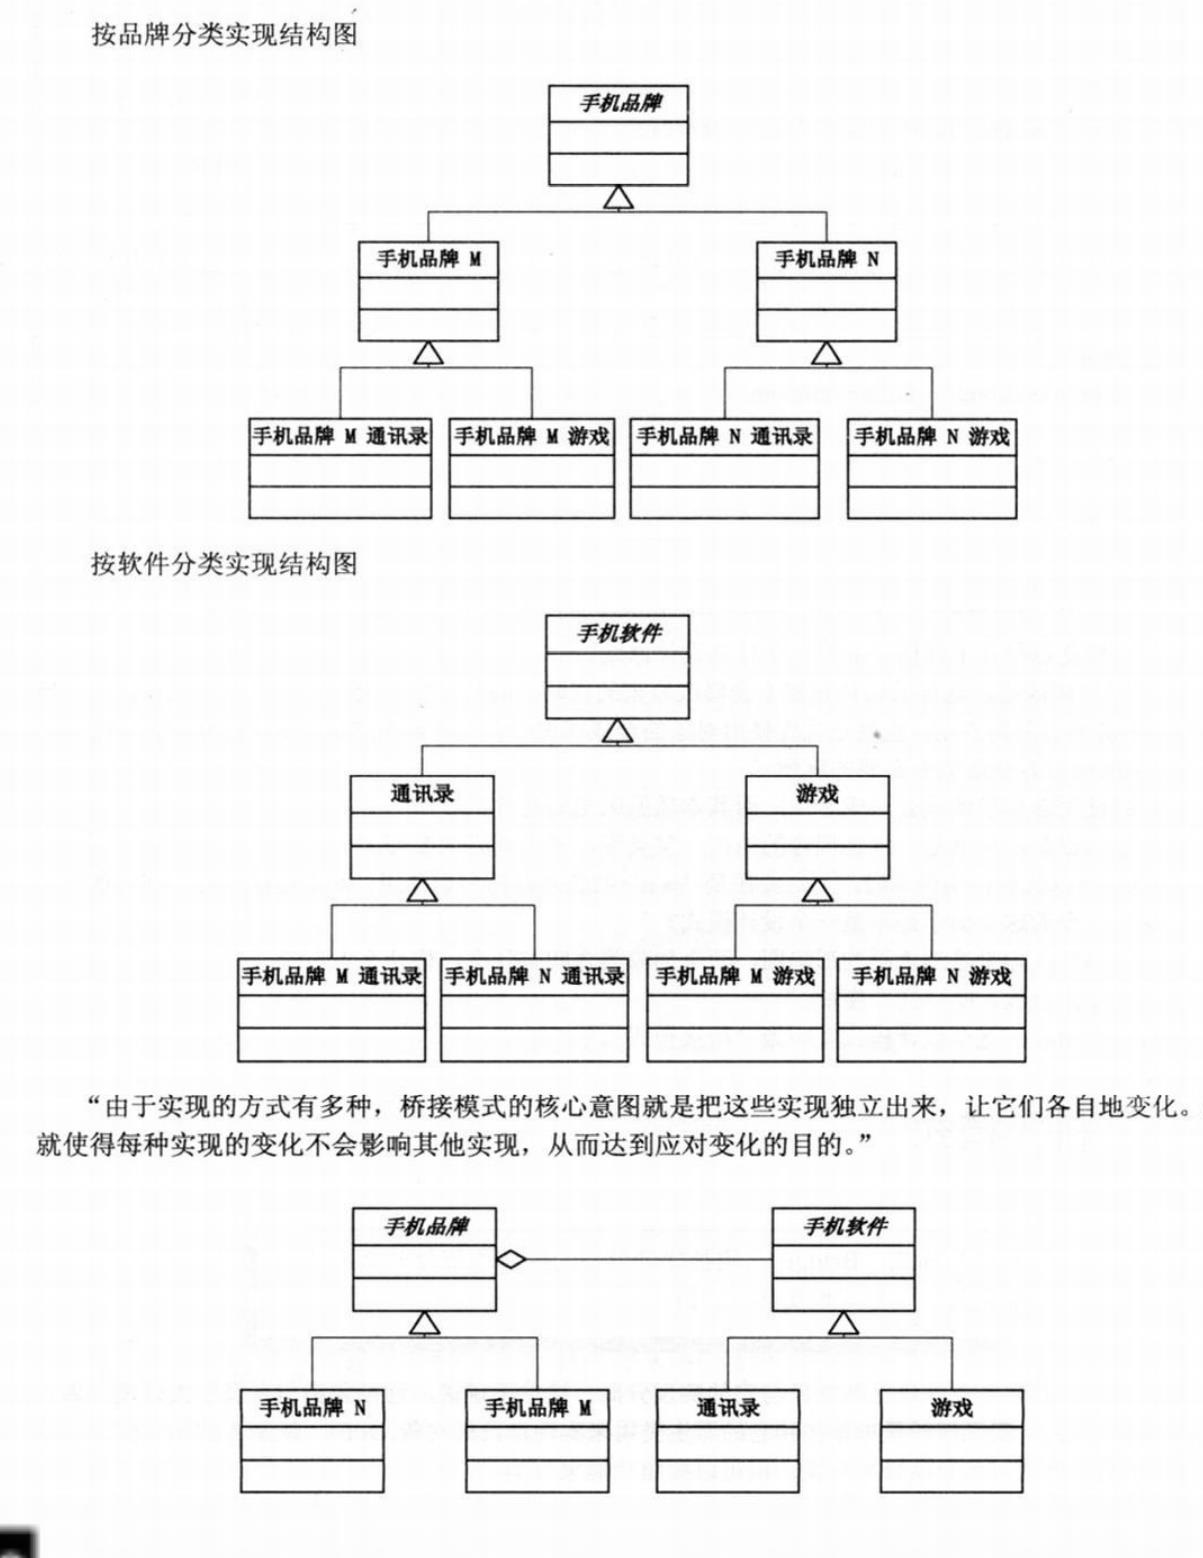 按品牌分类实现结构图
手机品牌
手机品牌 M
手机品牌 N
手机品牌 M 通讯录
手机品牌 M 游戏
手机品牌 N 通讯录
手机品牌 N 游戏
按软件分类实现结构图
手机软件
通讯录
游戏
手机品牌 M 通讯录
手机品牌 N 通讯录
手机品牌 M 游戏
手机品牌 N 游戏
“由于实现的方式有多种，桥接模式的核心意图就是把这些实现独立出来，让它们各自地变化。
就使得每种实现的变化不会影响其他实现，从而达到应对变化的目的。”
手机品牌
手机软件
手机品牌 N
手机品牌 M
通讯录
游戏